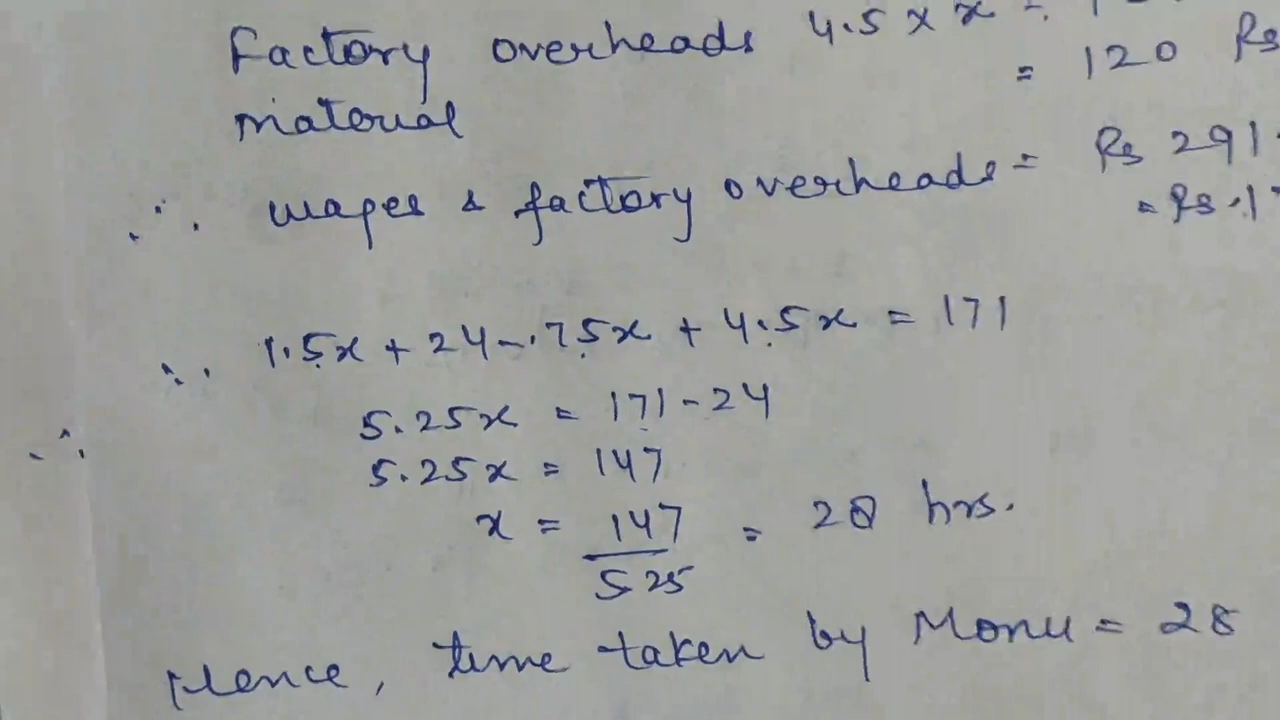 Factory overheads 4.5 x x =
material = 120 Rs
∴ wages & factory overheads = Rs 291
= Rs.1
∴ 1.5x + 24 - .75x + 4.5x = 171
∴ 5.25x = 171 - 24
5.25x = 147
x = 147 = 28 hrs.
5.25
Hence, time taken by Monu = 28